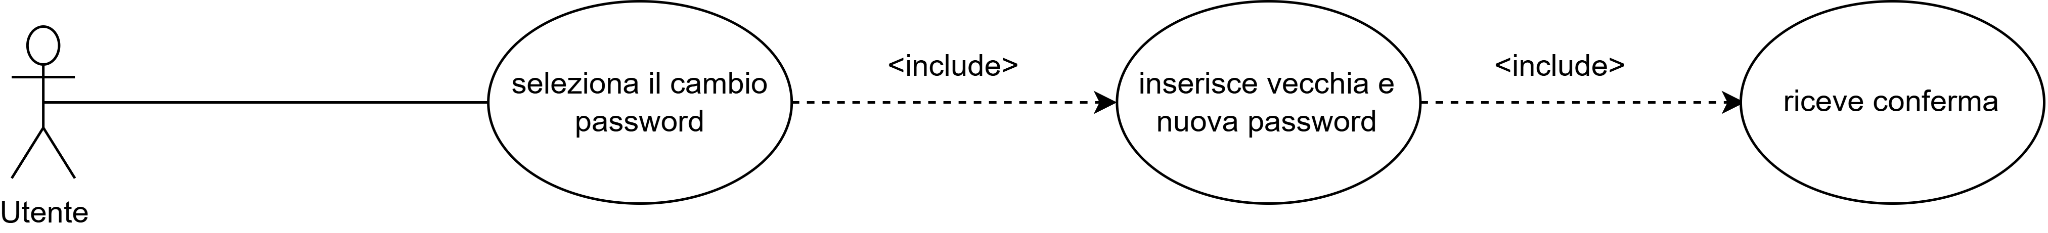 Utente
seleziona il cambio
password
<include>
inserisce vecchia e
nuova password
<include>
riceve conferma